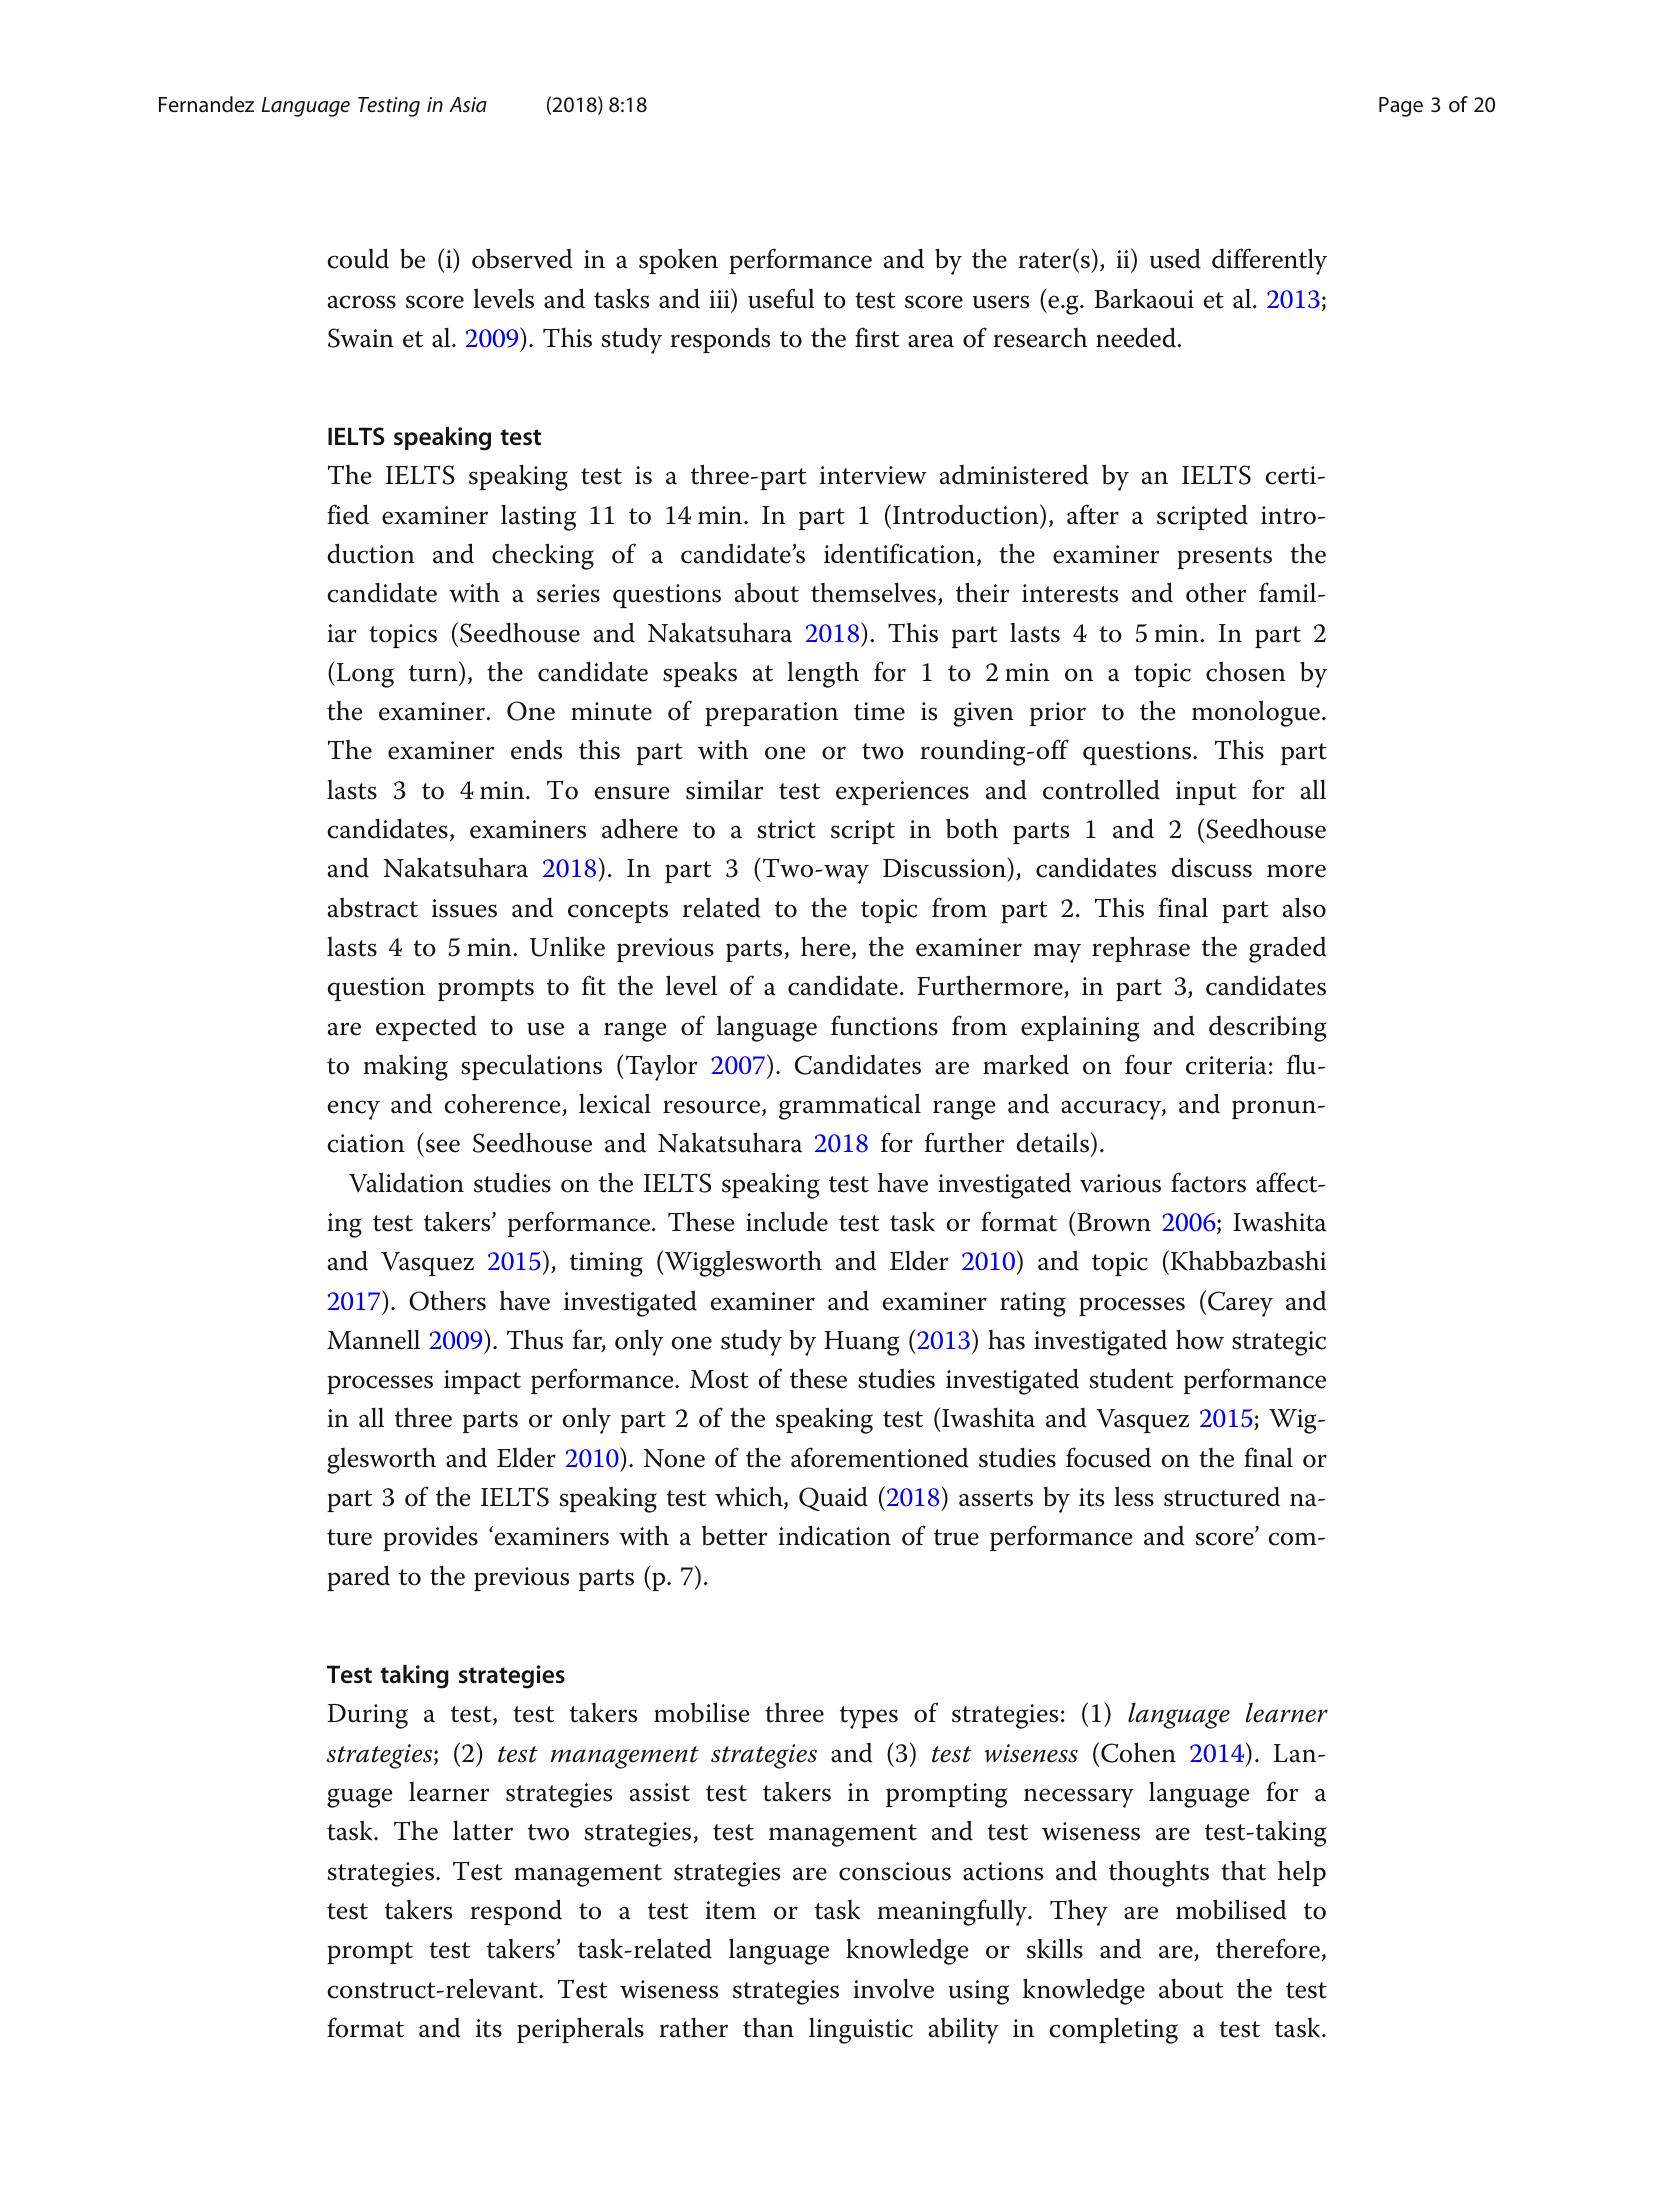 Fernandez Language Testing in Asia (2018) 8:18 Page 3 of 20
could be (i) observed in a spoken performance and by the rater(s), ii) used differently
across score levels and tasks and iii) useful to test score users (e.g. Barkaoui et al. 2013;
Swain et al. 2009). This study responds to the first area of research needed.
IELTS speaking test
The IELTS speaking test is a three-part interview administered by an IELTS certi-
fied examiner lasting 11 to 14 min. In part 1 (Introduction), after a scripted intro-
duction and checking of a candidate’s identification, the examiner presents the
candidate with a series questions about themselves, their interests and other famil-
iar topics (Seedhouse and Nakatsuhara 2018). This part lasts 4 to 5 min. In part 2
(Long turn), the candidate speaks at length for 1 to 2 min on a topic chosen by
the examiner. One minute of preparation time is given prior to the monologue.
The examiner ends this part with one or two rounding-off questions. This part
lasts 3 to 4 min. To ensure similar test experiences and controlled input for all
candidates, examiners adhere to a strict script in both parts 1 and 2 (Seedhouse
and Nakatsuhara 2018). In part 3 (Two-way Discussion), candidates discuss more
abstract issues and concepts related to the topic from part 2. This final part also
lasts 4 to 5 min. Unlike previous parts, here, the examiner may rephrase the graded
question prompts to fit the level of a candidate. Furthermore, in part 3, candidates
are expected to use a range of language functions from explaining and describing
to making speculations (Taylor 2007). Candidates are marked on four criteria: flu-
ency and coherence, lexical resource, grammatical range and accuracy, and pronun-
ciation (see Seedhouse and Nakatsuhara 2018 for further details).
Validation studies on the IELTS speaking test have investigated various factors affect-
ing test takers’ performance. These include test task or format (Brown 2006; Iwashita
and Vasquez 2015), timing (Wigglesworth and Elder 2010) and topic (Khabbazbashi
2017). Others have investigated examiner and examiner rating processes (Carey and
Mannell 2009). Thus far, only one study by Huang (2013) has investigated how strategic
processes impact performance. Most of these studies investigated student performance
in all three parts or only part 2 of the speaking test (Iwashita and Vasquez 2015; Wig-
glesworth and Elder 2010). None of the aforementioned studies focused on the final or
part 3 of the IELTS speaking test which, Quaid (2018) asserts by its less structured na-
ture provides ‘examiners with a better indication of true performance and score’ com-
pared to the previous parts (p. 7).
Test taking strategies
During a test, test takers mobilise three types of strategies: (1) language learner
strategies; (2) test management strategies and (3) test wiseness (Cohen 2014). Lan-
guage learner strategies assist test takers in prompting necessary language for a
task. The latter two strategies, test management and test wiseness are test-taking
strategies. Test management strategies are conscious actions and thoughts that help
test takers respond to a test item or task meaningfully. They are mobilised to
prompt test takers’ task-related language knowledge or skills and are, therefore,
construct-relevant. Test wiseness strategies involve using knowledge about the test
format and its peripherals rather than linguistic ability in completing a test task.